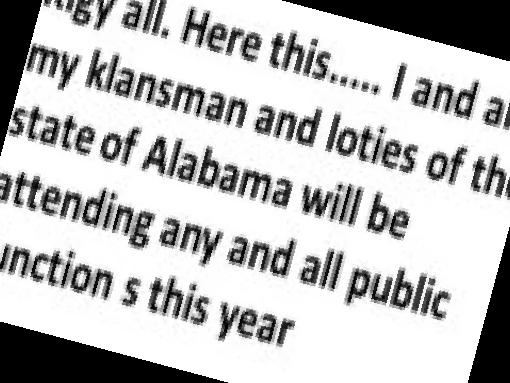 all. Here this..... I and
my klansman and loties of the
state of Alabama will be
attending any and all public
unction s this year